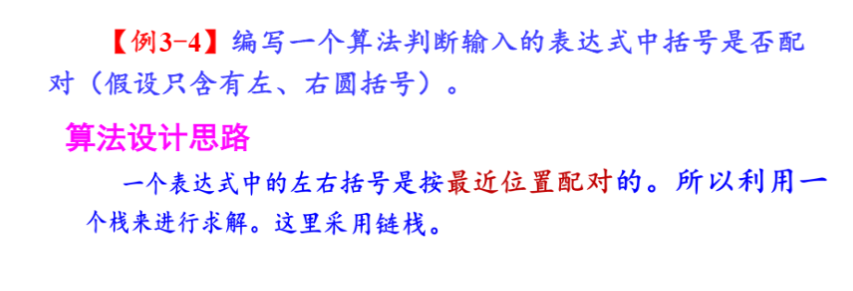 【例3-4】编写一个算法判断输入的表达式中括号是否配
对（假设只含有左、右圆括号）。
算法设计思路
一个表达式中的左右括号是按最近位置配对的。所以利用一
个栈来进行求解。这里采用链栈。